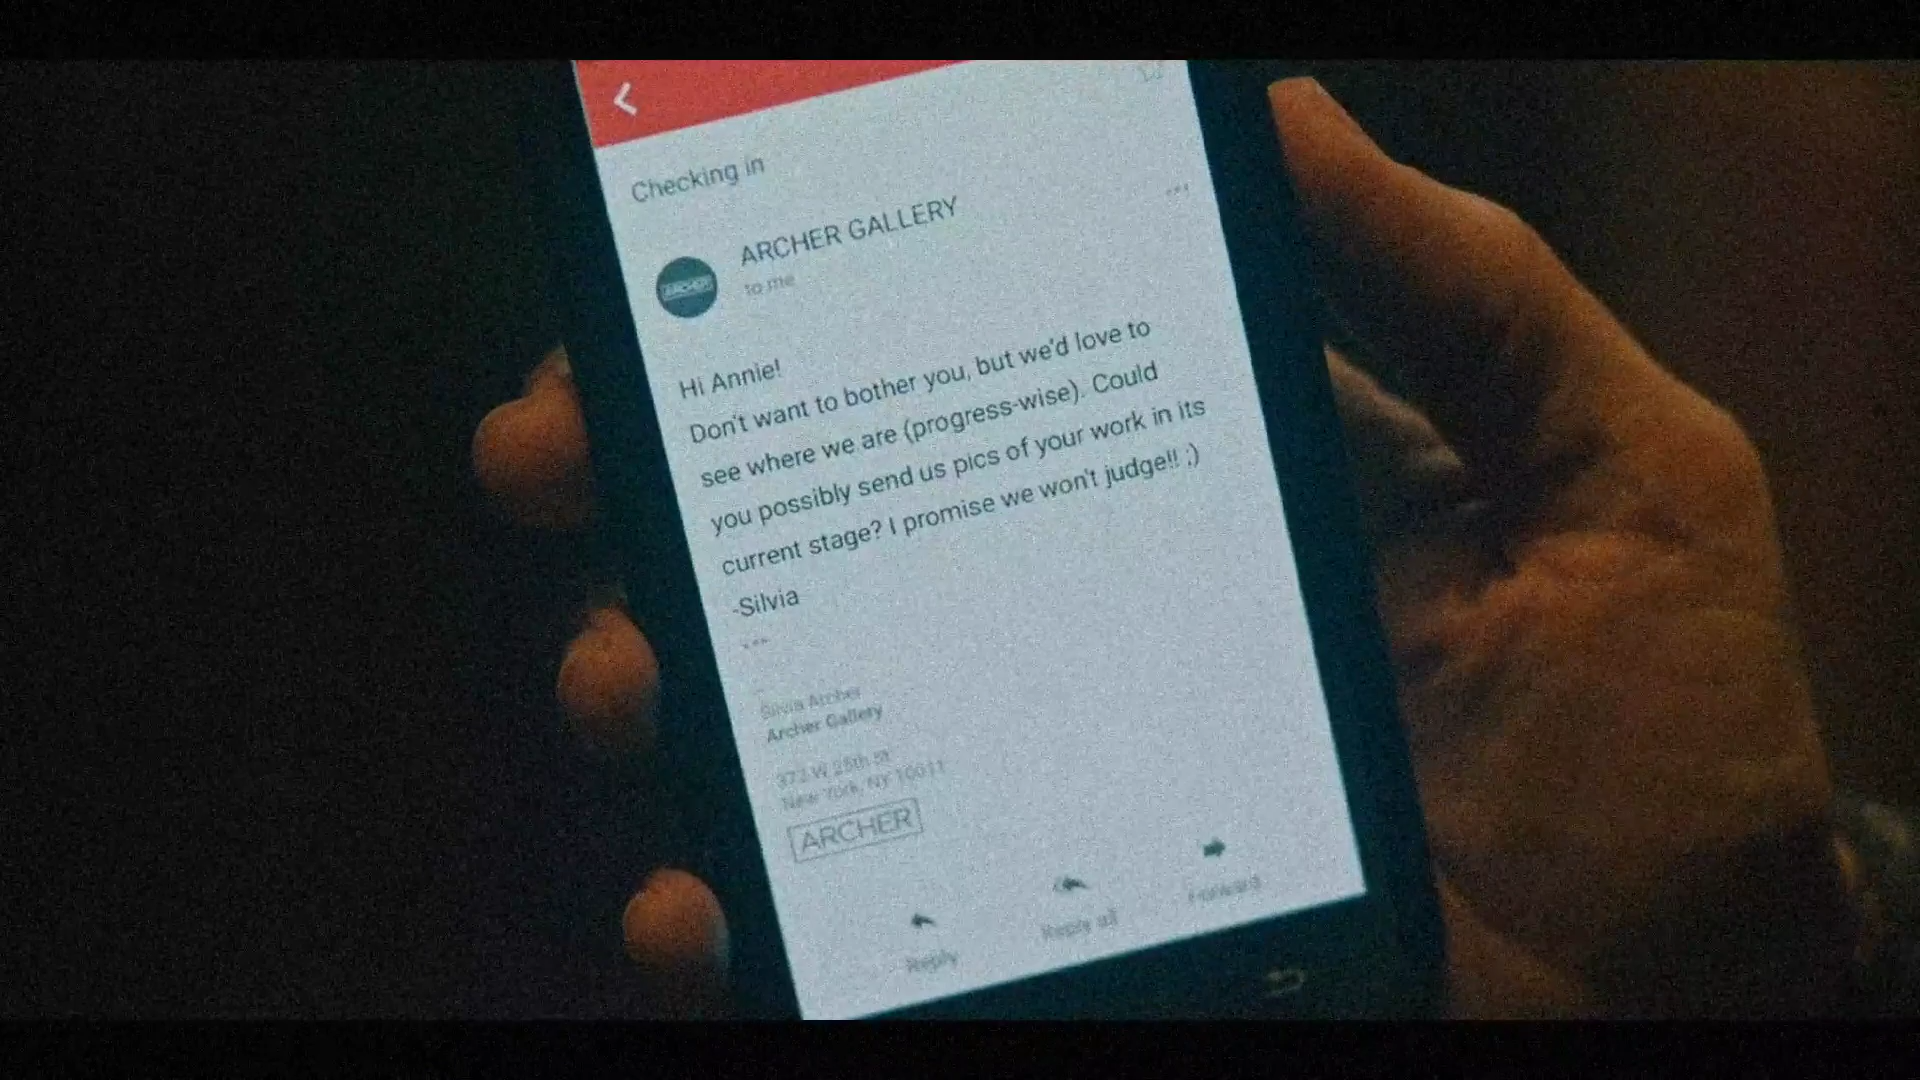 Checking in
ARCHER GALLERY
to me
ARCHER
Hi Annie!
Don't want to bother you, but we'd love to
see where we are (progress-wise). Could
you possibly send us pics of your work in its
current stage? I promise we won't judge!! ;)
-Silvia
Silvia Archer
Archer Gallery
New York, NY 10011
ARCHER
Reply
Reply all
Forward